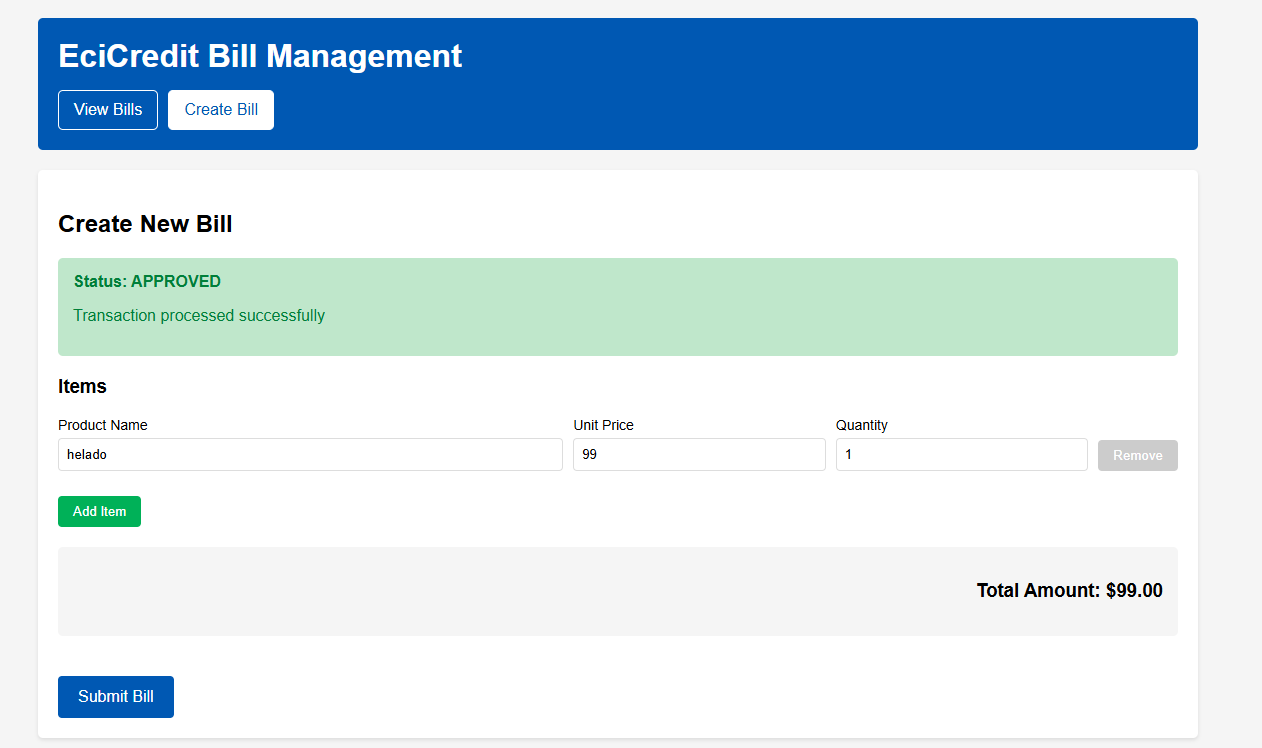 EciCredit Bill Management
View Bills Create Bill
Create New Bill
Status: APPROVED
Transaction processed successfully
Items
Product Name Unit Price Quantity
helado 99 1 Remove
Add Item
Total Amount: $99.00
Submit Bill